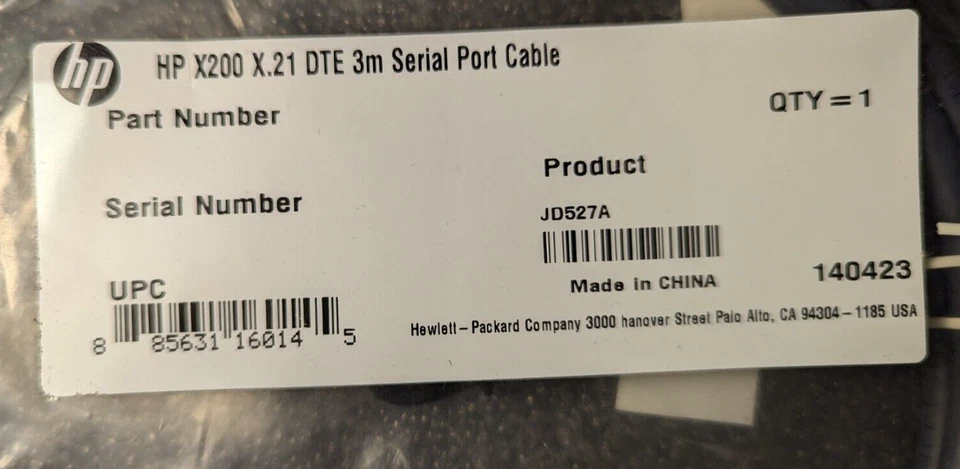 hp
HP X200 X.21 DTE 3m Serial Port Cable
Part Number
QTY = 1
Product
Serial Number
JD527A
UPC
Made in CHINA
140423
8 85631 16014 5
Hewlett-Packard Company 3000 hanover Street Palo Alto, CA 94304-1185 USA